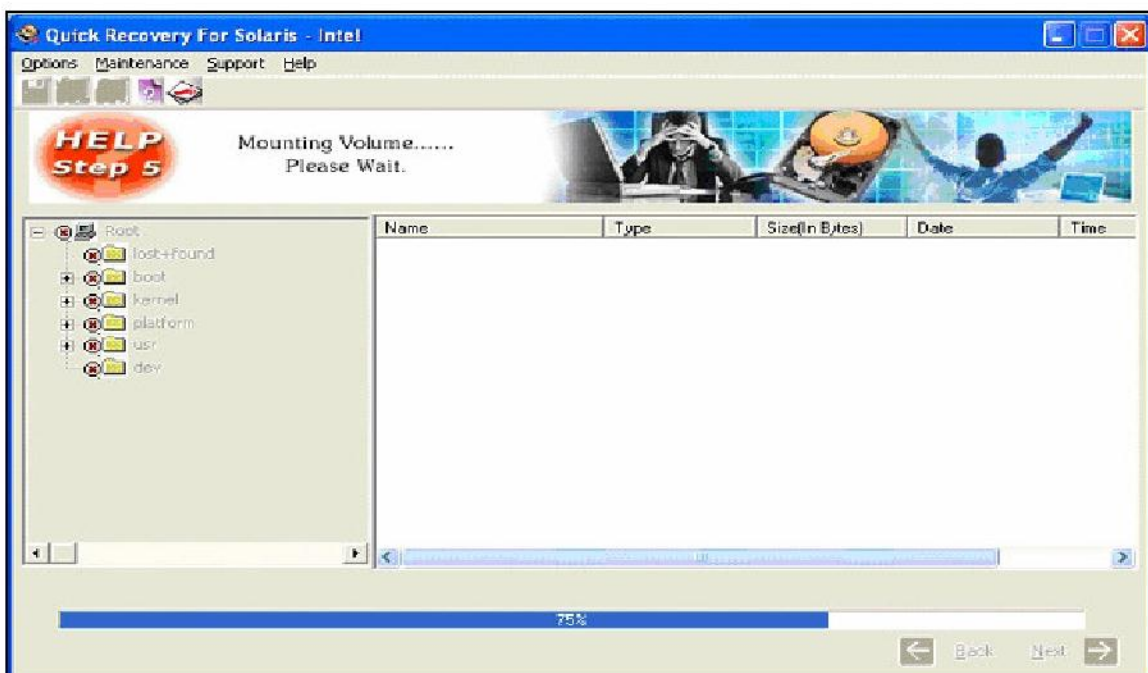 Quick Recovery For Solaris - Intel
Options Maintenance Support Help
HELP
Step 5
Mounting Volume......
Please Wait.
Root
lost+found
boot
kernel
platform
usr
dev
Name Type Size(In Bytes) Date Time
75%
Back Next